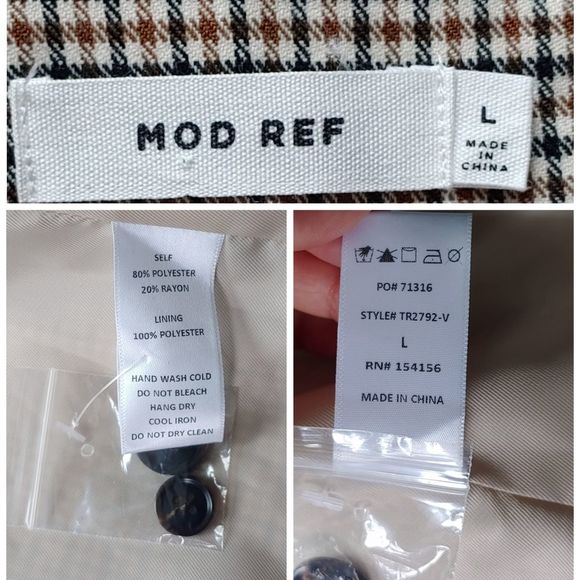 MOD REF
L
MADE
IN
CHINA
SELF
80% POLYESTER
20% RAYON
LINING
100% POLYESTER
HAND WASH COLD
DO NOT BLEACH
HANG DRY
COOL IRON
DO NOT DRY CLEAN
PO# 71316
STYLE# TR2792-V
L
RN# 154156
MADE IN CHINA